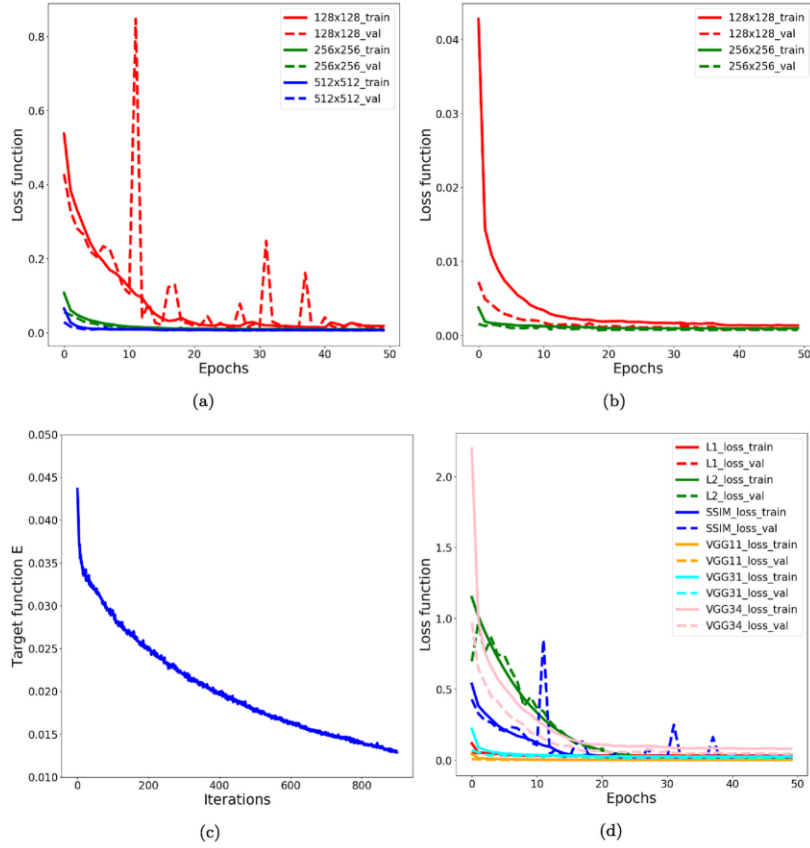 128x128_train
128x128_val
256x256_train
256x256_val
512x512_train
512x512_val
0.8
0.6
0.4
0.2
0.0
Loss function
0 10 20 30 40 50
Epochs
(a)
128x128_train
128x128_val
256x256_train
256x256_val
0.04
0.03
0.02
0.01
0.00
Loss function
0 10 20 30 40 50
Epochs
(b)
0.050
0.045
0.040
0.035
0.030
0.025
0.020
0.015
0.010
Target function E
0 200 400 600 800
Iterations
(c)
L1_loss_train
L1_loss_val
L2_loss_train
L2_loss_val
SSIM_loss_train
SSIM_loss_val
VGG11_loss_train
VGG11_loss_val
VGG31_loss_train
VGG31_loss_val
VGG34_loss_train
VGG34_loss_val
2.0
1.5
1.0
0.5
0.0
Loss function
0 10 20 30 40 50
Epochs
(d)